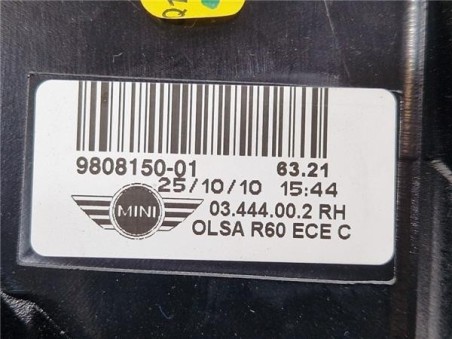 9808150-01 63.21
25/10/10 15:44
MINI
03.444.00.2 RH
OLSA R60 ECE C